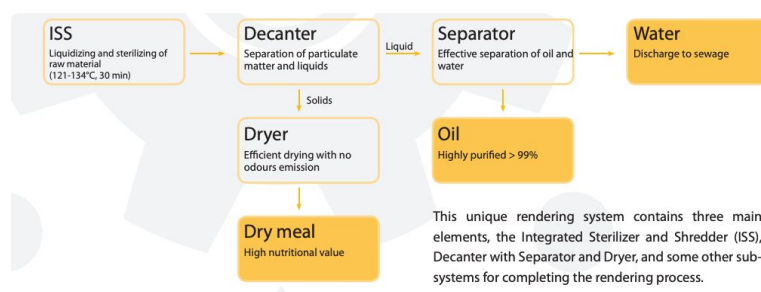 ISS
Liquidizing and sterilizing of
raw material
(121-134°C, 30 min)
Decanter
Separation of particulate
matter and liquids
Liquid
Separator
Effective separation of oil and
water
Water
Discharge to sewage
Solids
Dryer
Efficient drying with no
odours emission
Oil
Highly purified > 99%
Dry meal
High nutritional value
This unique rendering system contains three main
elements, the Integrated Sterilizer and Shredder (ISS),
Decanter with Separator and Dryer, and some other sub-
systems for completing the rendering process.